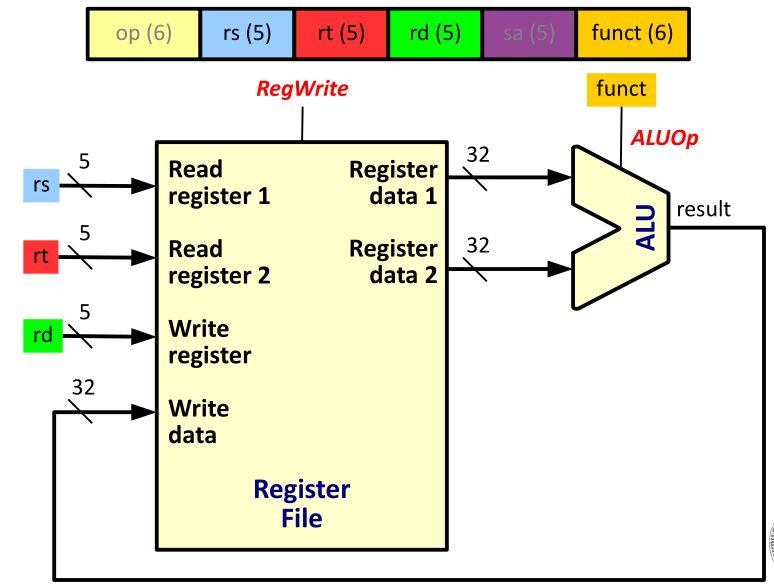 op (6) rs (5) rt (5) rd (5) sa (5) funct (6)
RegWrite
funct
ALUOp
rs
5
Read
register 1
Register
data 1
32
rt
5
Read
register 2
Register
data 2
32
ALU
result
rd
5
Write
register
32
Write
data
Register
File